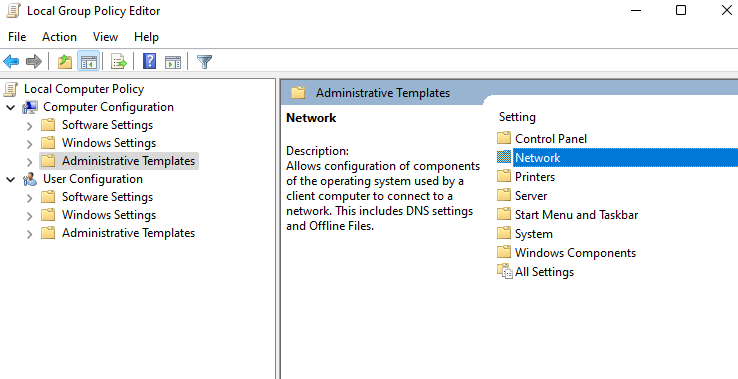 Local Group Policy Editor
File Action View Help
Local Computer Policy
Computer Configuration
Software Settings
Windows Settings
Administrative Templates
User Configuration
Software Settings
Windows Settings
Administrative Templates
Administrative Templates
Network
Description:
Allows configuration of components
of the operating system used by a
client computer to connect to a
network. This includes DNS settings
and Offline Files.
Setting
Control Panel
Network
Printers
Server
Start Menu and Taskbar
System
Windows Components
All Settings